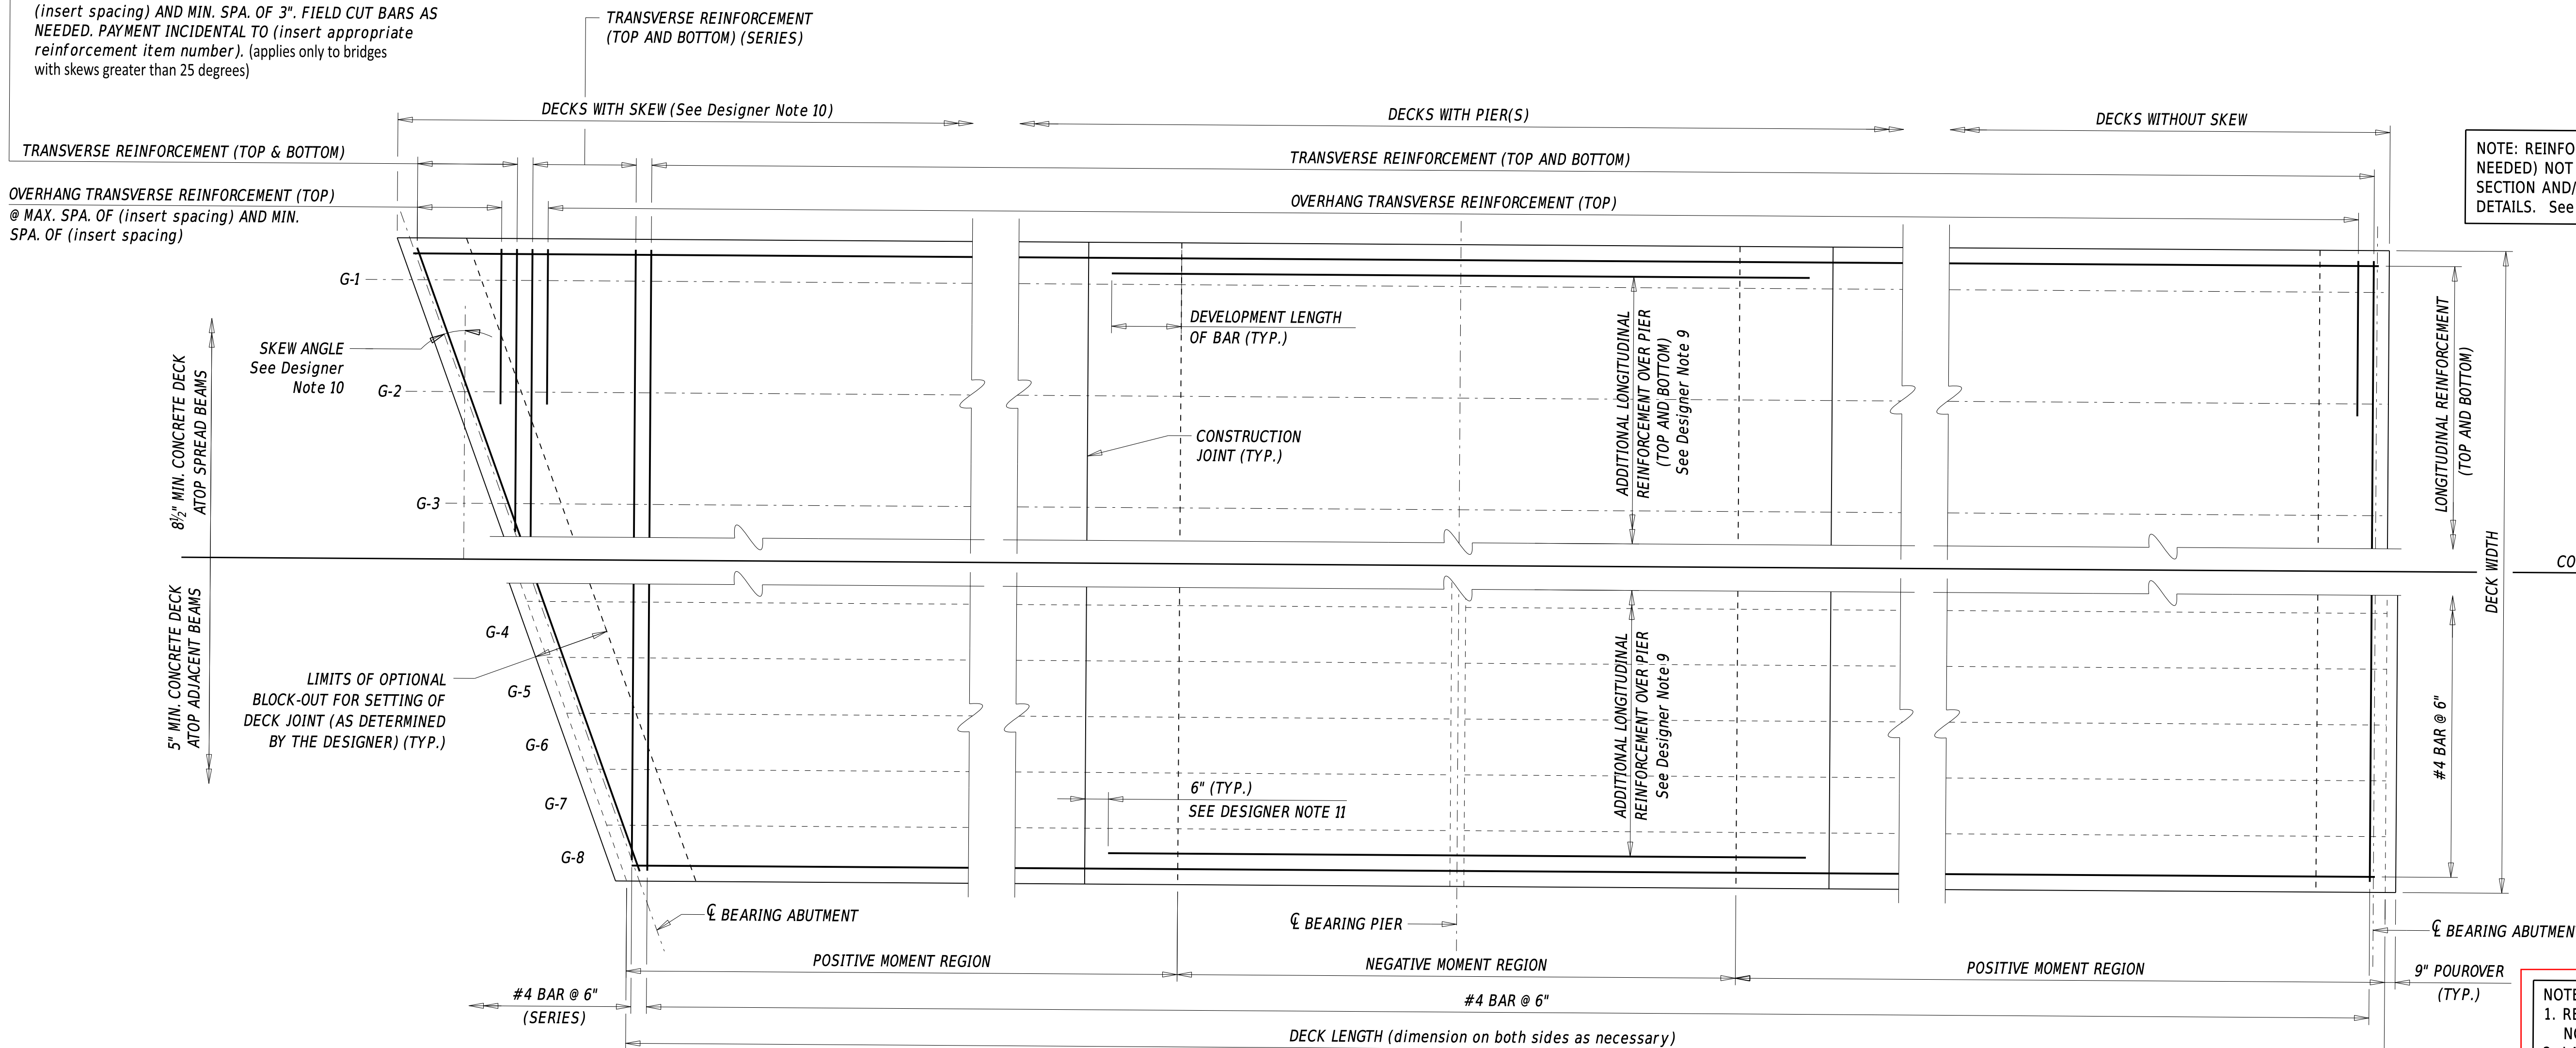 (insert spacing) AND MIN. SPA. OF 3". FIELD CUT BARS AS
NEEDED. PAYMENT INCIDENTAL TO (insert appropriate
reinforcement item number). (applies only to bridges
with skews greater than 25 degrees)
TRANSVERSE REINFORCEMENT
(TOP AND BOTTOM) (SERIES)
DECKS WITH SKEW (See Designer Note 10)
DECKS WITH PIER(S)
DECKS WITHOUT SKEW
TRANSVERSE REINFORCEMENT (TOP & BOTTOM)
TRANSVERSE REINFORCEMENT (TOP AND BOTTOM)
OVERHANG TRANSVERSE REINFORCEMENT (TOP)
@ MAX. SPA. OF (insert spacing) AND MIN.
SPA. OF (insert spacing)
OVERHANG TRANSVERSE REINFORCEMENT (TOP)
NOTE: REINFO
NEEDED) NOT
SECTION AND/
DETAILS. See
G-1
SKEW ANGLE
See Designer
Note 10
G-2
G-3
8½" MIN. CONCRETE DECK
ATOP SPREAD BEAMS
DEVELOPMENT LENGTH
OF BAR (TYP.)
CONSTRUCTION
JOINT (TYP.)
ADDITIONAL LONGITUDINAL
REINFORCEMENT OVER PIER
(TOP AND BOTTOM)
See Designer Note 9
LONGITUDINAL REINFORCEMENT
(TOP AND BOTTOM)
DECK WIDTH
CO
5" MIN. CONCRETE DECK
ATOP ADJACENT BEAMS
G-4
LIMITS OF OPTIONAL
BLOCK-OUT FOR SETTING OF
DECK JOINT (AS DETERMINED
BY THE DESIGNER) (TYP.)
G-5
G-6
G-7
G-8
6" (TYP.)
SEE DESIGNER NOTE 11
ADDITIONAL LONGITUDINAL
REINFORCEMENT OVER PIER
See Designer Note 9
#4 BAR @ 6"
℄ BEARING ABUTMENT
℄ BEARING PIER
℄ BEARING ABUTMEN
POSITIVE MOMENT REGION
NEGATIVE MOMENT REGION
POSITIVE MOMENT REGION
9" POUROVER
(TYP.)
#4 BAR @ 6"
(SERIES)
#4 BAR @ 6"
DECK LENGTH (dimension on both sides as necessary)
NOTE
1. RE
NO